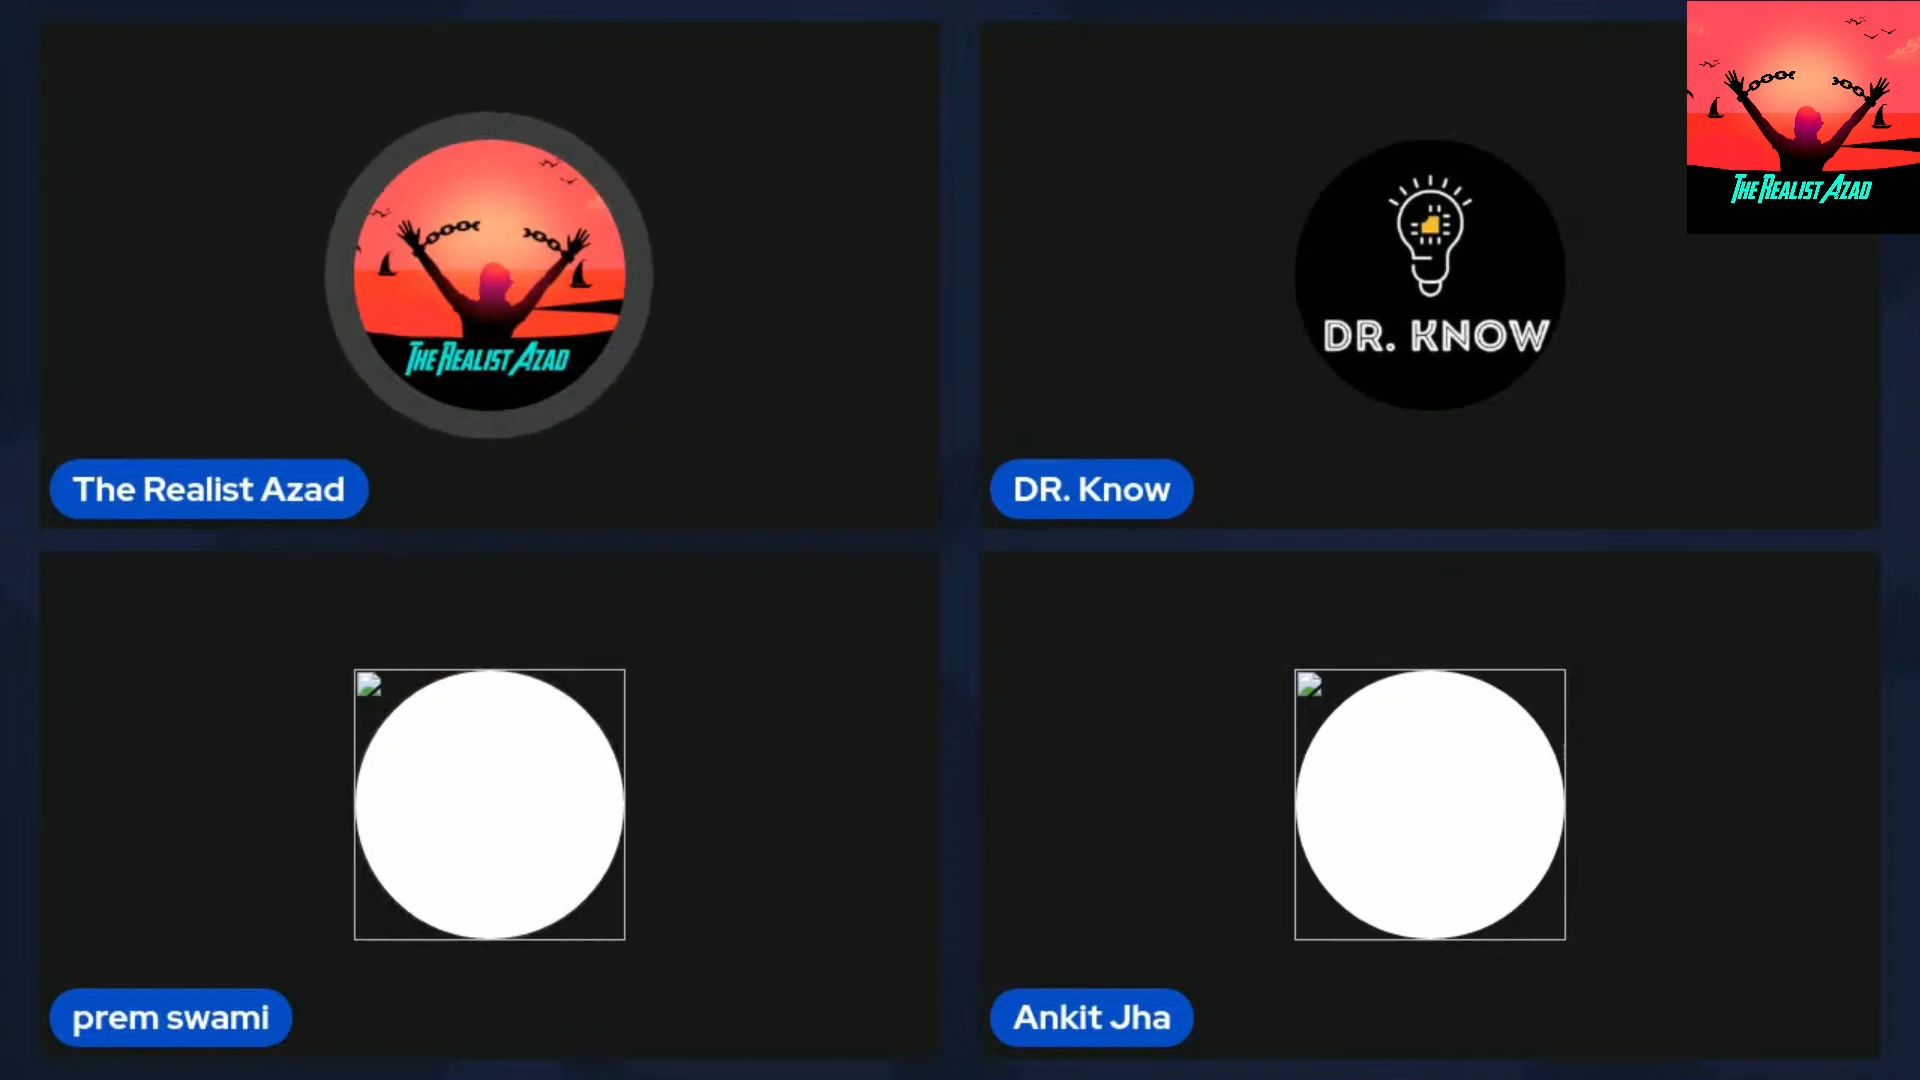 THE REALIST AZAD
The Realist Azad
DR. KNOW
DR. Know
THE REALIST AZAD
prem swami
Ankit Jha